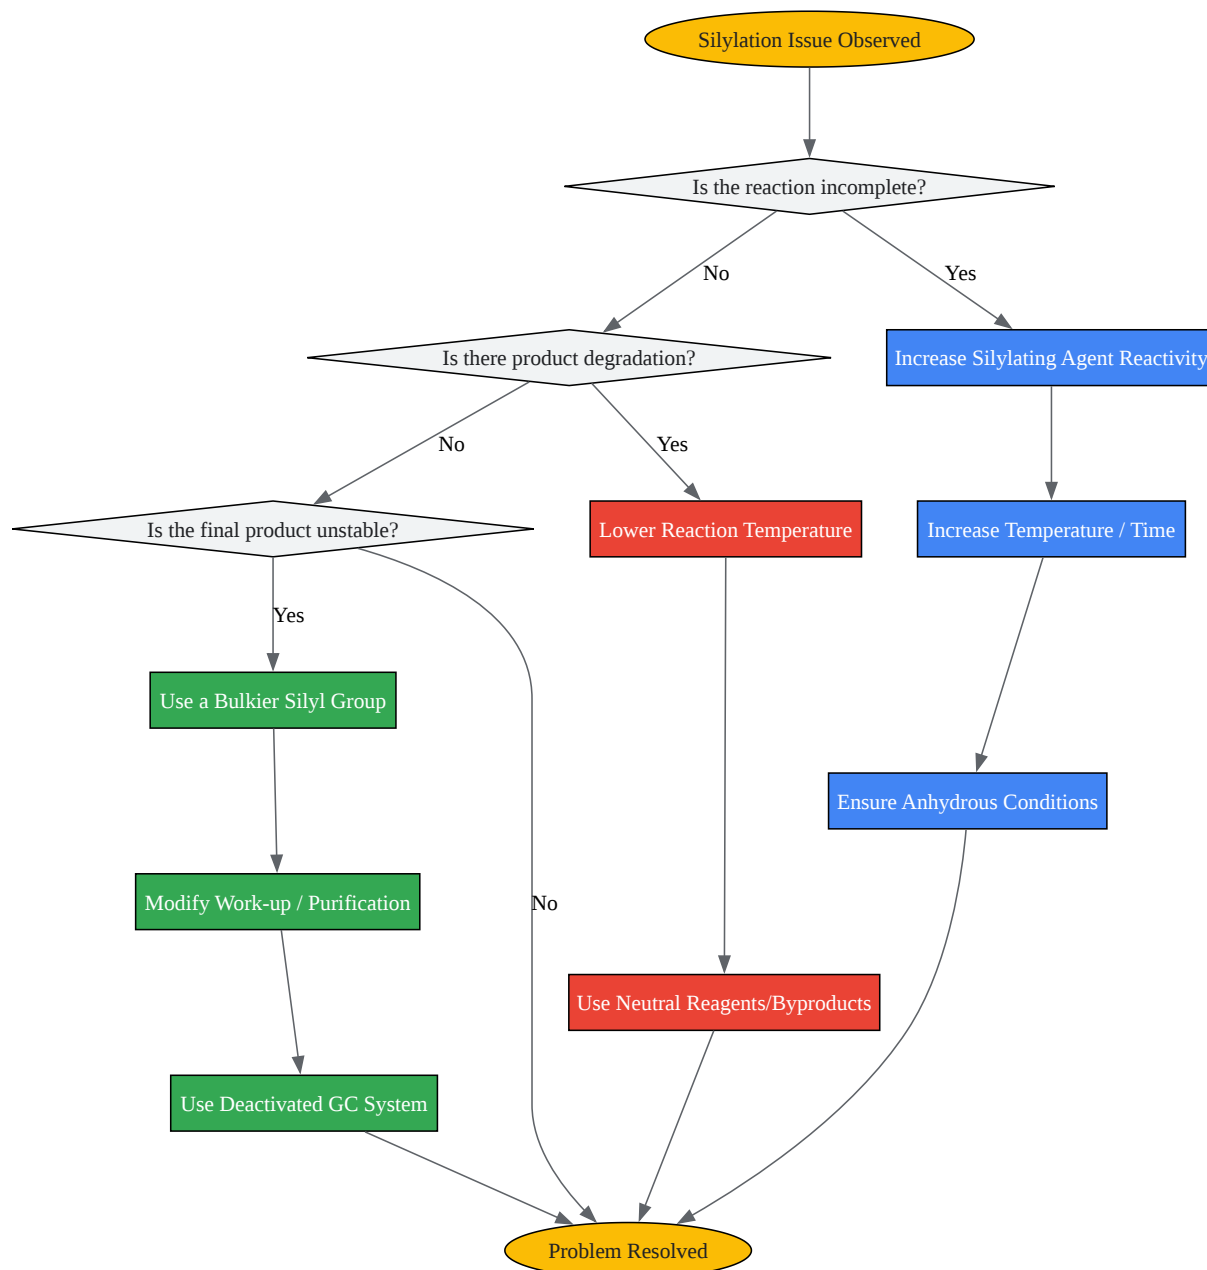 Silylation Issue Observed
Is the reaction incomplete?
No
Yes
Is there product degradation?
Increase Silylating Agent Reactivity
No
Yes
Is the final product unstable?
Lower Reaction Temperature
Increase Temperature / Time
Yes
Use a Bulkier Silyl Group
Ensure Anhydrous Conditions
Modify Work-up / Purification
No
Use Neutral Reagents/Byproducts
Use Deactivated GC System
Problem Resolved